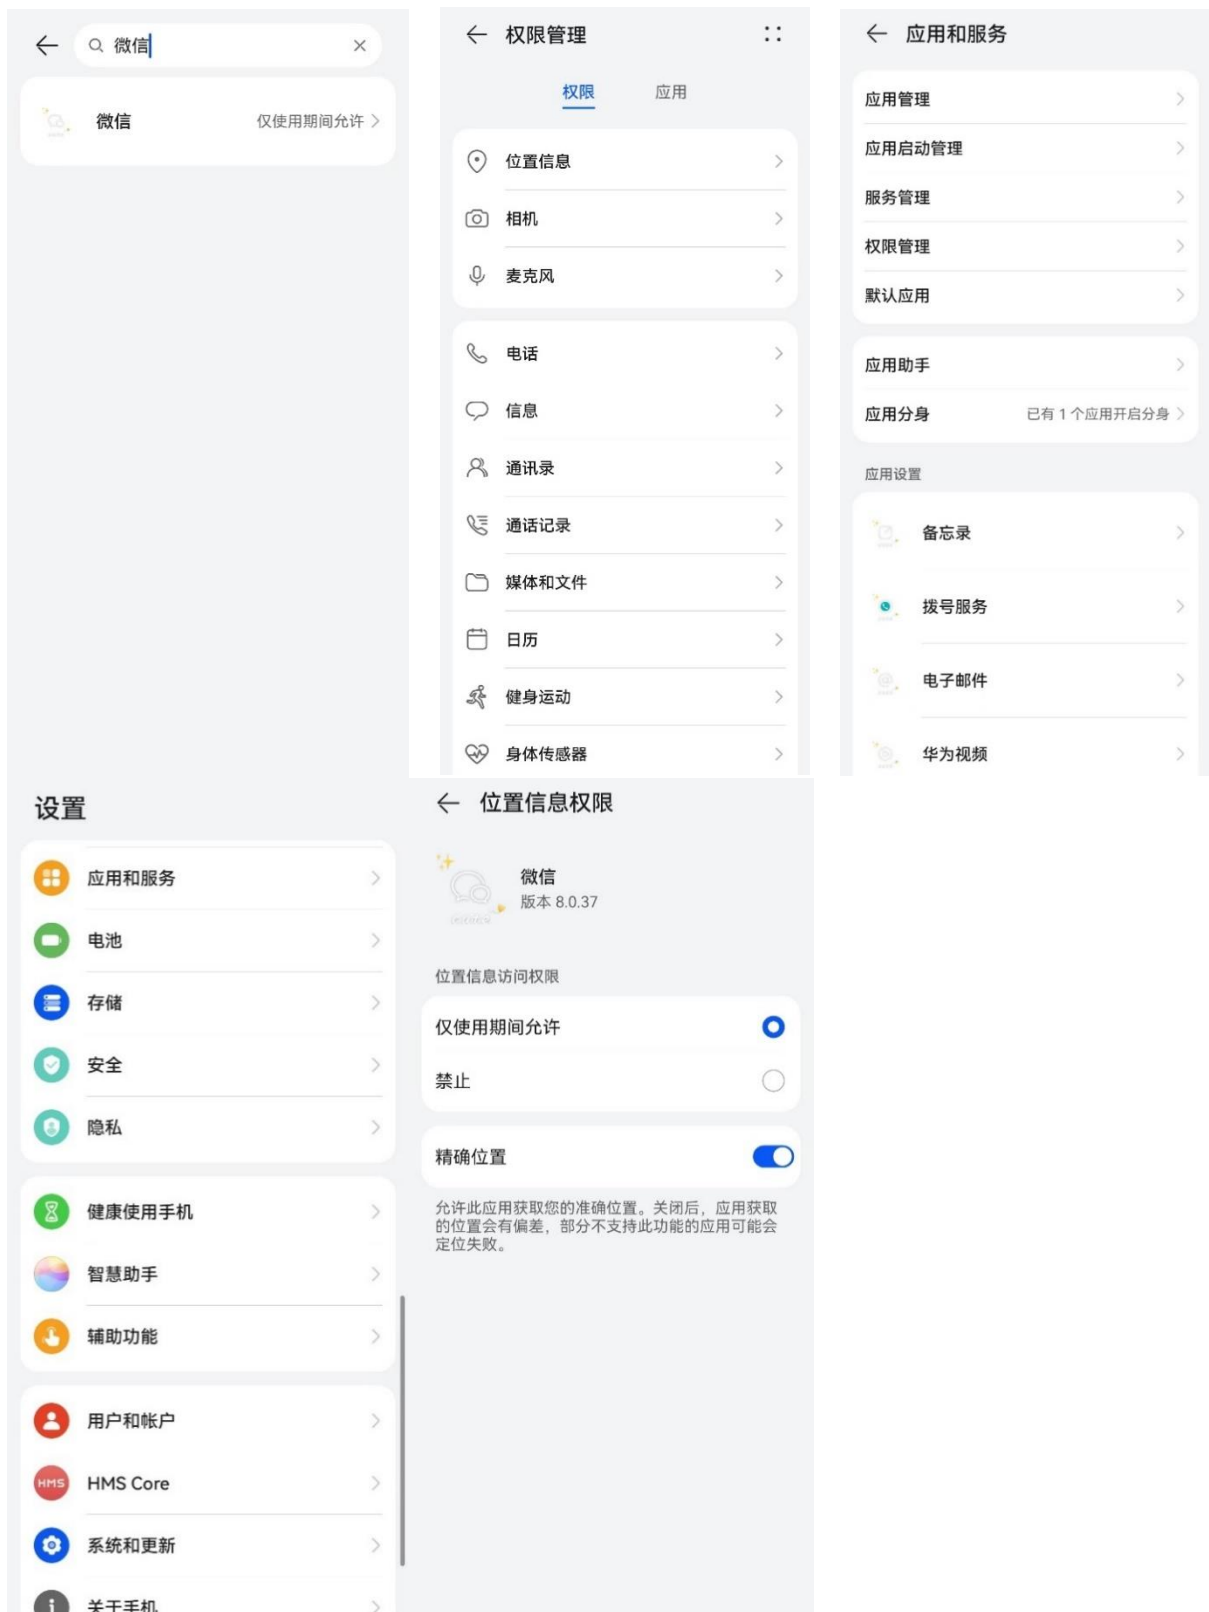 微信
微信
仅使用期间允许
权限管理
权限
应用
位置信息
相机
麦克风
电话
信息
通讯录
通话记录
媒体和文件
日历
健身运动
身体传感器
应用和服务
应用管理
应用启动管理
服务管理
权限管理
默认应用
应用助手
应用分身
已有 1 个应用开启分身
应用设置
备忘录
拨号服务
电子邮件
华为视频
设置
应用和服务
电池
存储
安全
隐私
健康使用手机
智慧助手
辅助功能
用户和帐户
HMS
HMS Core
系统和更新
关于手机
位置信息权限
微信
版本 8.0.37
位置信息访问权限
仅使用期间允许
禁止
精确位置
允许此应用获取您的准确位置。关闭后，应用获取
的位置会有偏差，部分不支持此功能的应用可能会
定位失败。